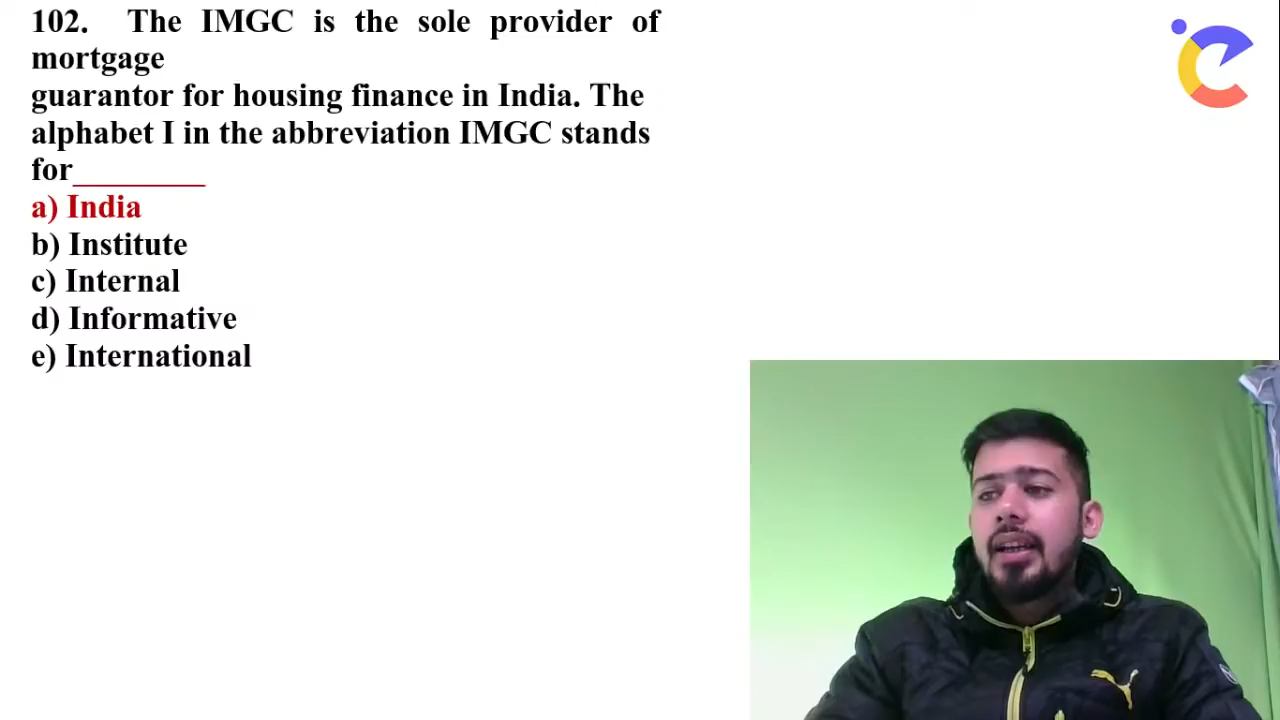 102. The IMGC is the sole provider of
mortgage
guarantor for housing finance in India. The
alphabet I in the abbreviation IMGC stands
for________
a) India
b) Institute
c) Internal
d) Informative
e) International